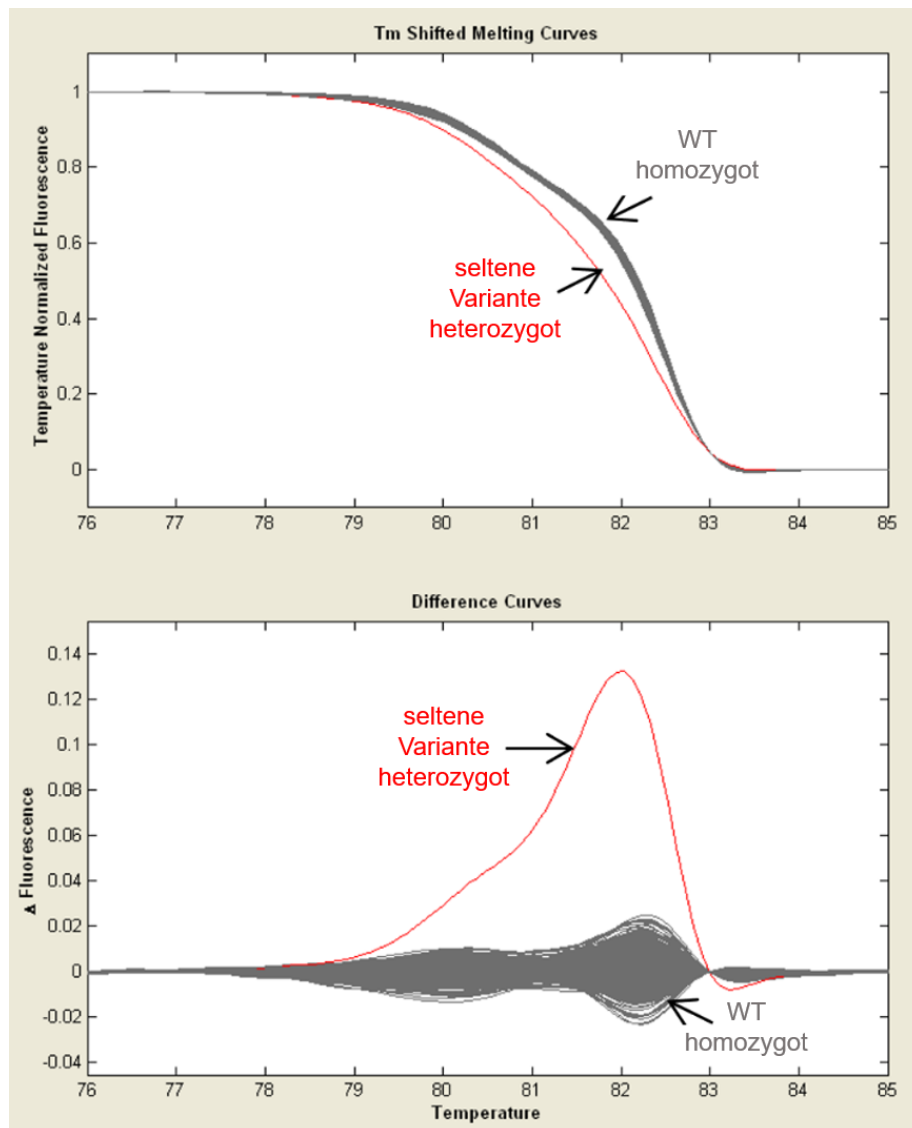 Tm Shifted Melting Curves
Temperature Normalized Fluorescence
1
0.8
0.6
0.4
0.2
0
WT
homozygot
seltene
Variante
heterozygot
76 77 78 79 80 81 82 83 84 85
Difference Curves
Δ Fluorescence
0.14
0.12
0.1
0.08
0.06
0.04
0.02
0
-0.02
-0.04
seltene
Variante
heterozygot
WT
homozygot
76 77 78 79 80 81 82 83 84 85
Temperature